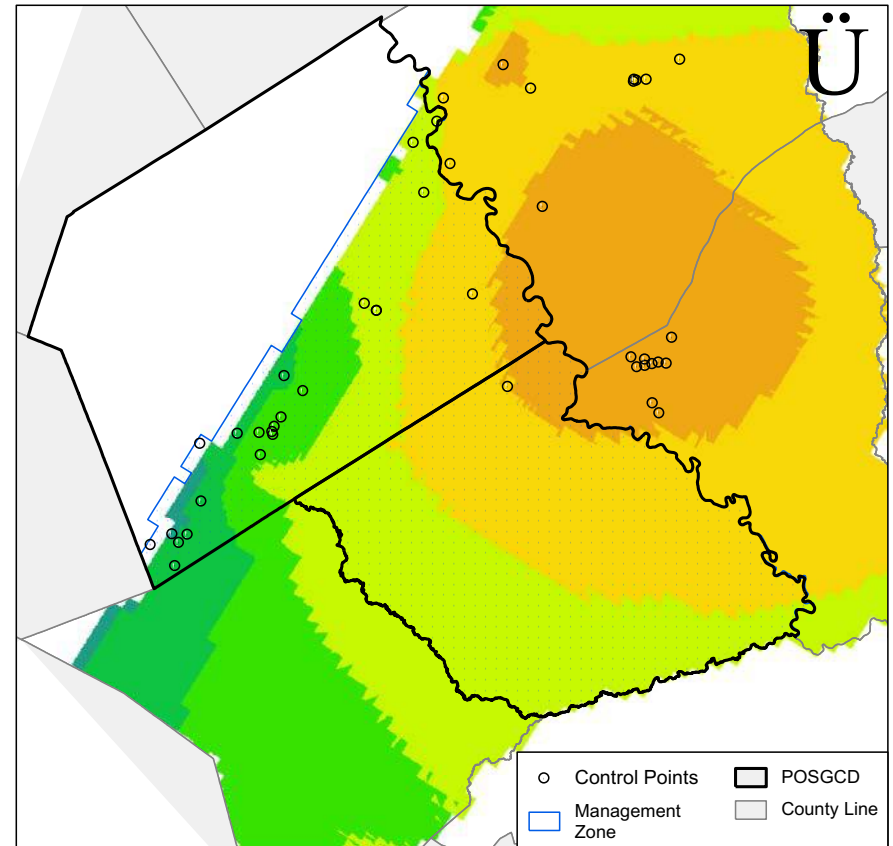 Ü
Control Points
POSGCD
Management
Zone
County Line